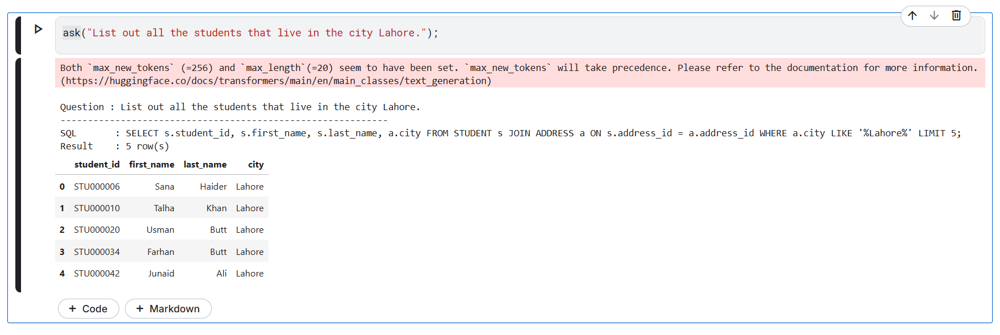 ask("List out all the students that live in the city Lahore.");
Both `max_new_tokens` (=256) and `max_length`(=20) seem to have been set. `max_new_tokens` will take precedence. Please refer to the documentation for more information.
(https://huggingface.co/docs/transformers/main/en/main_classes/text_generation)
Question : List out all the students that live in the city Lahore.
------------------------------------------------------------
SQL       : SELECT s.student_id, s.first_name, s.last_name, a.city FROM STUDENT s JOIN ADDRESS a ON s.address_id = a.address_id WHERE a.city LIKE '%Lahore%' LIMIT 5;
Result    : 5 row(s)
student_id first_name last_name city
0 STU000006 Sana Haider Lahore
1 STU000010 Talha Khan Lahore
2 STU000020 Usman Butt Lahore
3 STU000034 Farhan Butt Lahore
4 STU000042 Junaid Ali Lahore
+ Code + Markdown